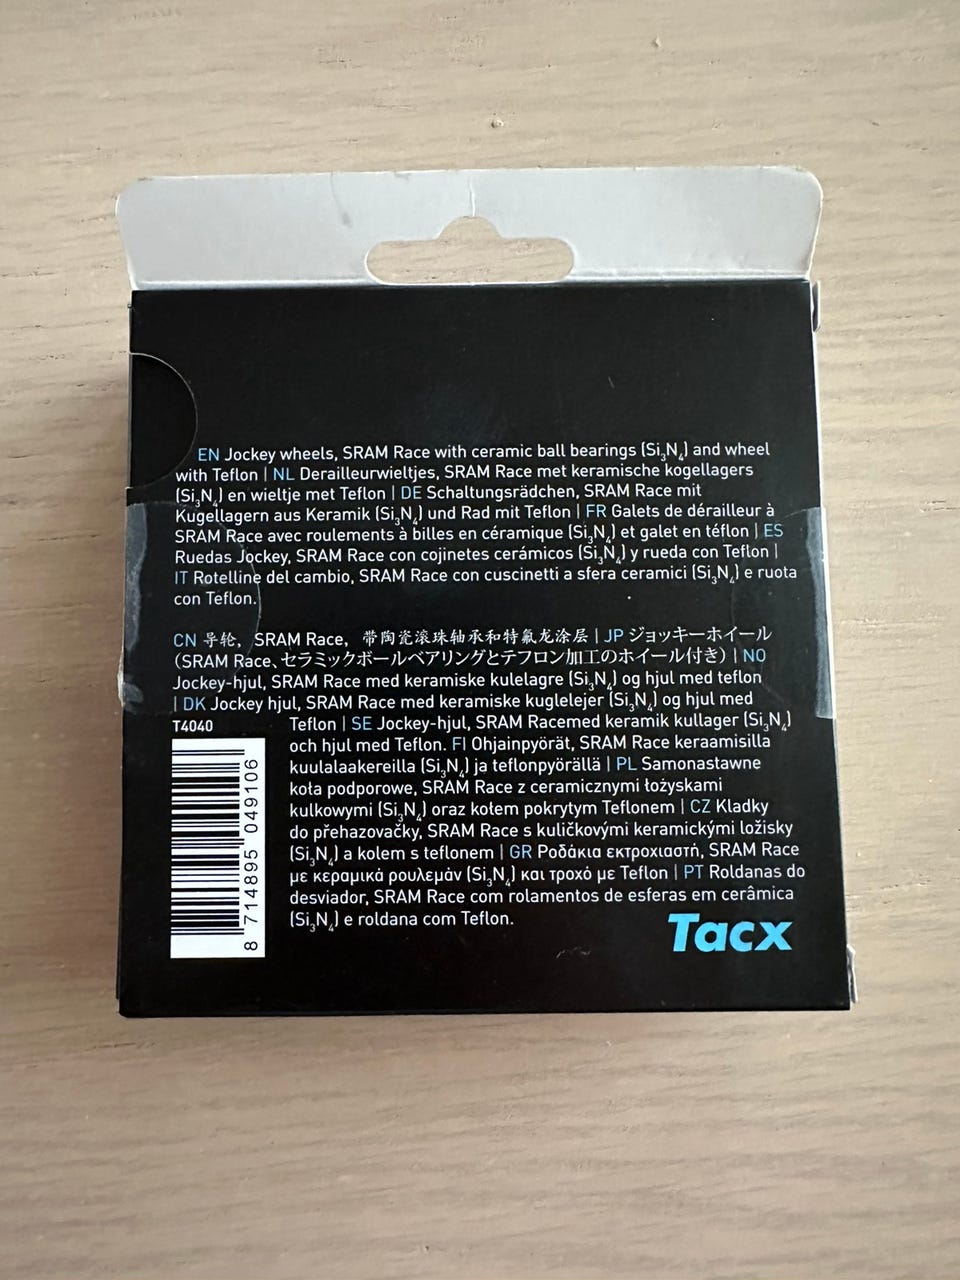 EN Jockey wheels, SRAM Race with ceramic ball bearings (Si₃N₄) and wheel
with Teflon | NL Derailleurwieltjes, SRAM Race met keramische kogellagers
(Si₃N₄) en wieltje met Teflon | DE Schaltungsrädchen, SRAM Race mit
Kugellagern aus Keramik (Si₃N₄) und Rad mit Teflon | FR Galets de dérailleur à
SRAM Race avec roulements à billes en céramique (Si₃N₄) et galet en téflon | ES
Ruedas Jockey, SRAM Race con cojinetes cerámicos (Si₃N₄) y rueda con Teflon |
IT Rotelline del cambio, SRAM Race con cuscinetti a sfera ceramici (Si₃N₄) e ruota
con Teflon.
CN 导轮, SRAM Race, 带陶瓷滚珠轴承和特氟龙涂层 | JP ジョッキーホイール
（SRAM Race、セラミックボールベアリングとテフロン加工のホイール付き） | NO
Jockey-hjul, SRAM Race med keramiske kulelagre (Si₃N₄) og hjul med teflon
| DK Jockey hjul, SRAM Race med keramiske kuglelejer (Si₃N₄) og hjul med
Teflon | SE Jockey-hjul, SRAM Racemed keramik kullager (Si₃N₄)
och hjul med Teflon. FI Ohjainpyörät, SRAM Race keraamisilla
kuulalaakereilla (Si₃N₄) ja teflonpyörällä | PL Samonastawne
koła podporowe, SRAM Race z ceramicznymi łożyskami
kulkowymi (Si₃N₄) oraz kołem pokrytym Teflonem | CZ Kladky
do přehazovačky, SRAM Race s kuličkovými keramickými ložisky
(Si₃N₄) a kolem s teflonem | GR Ροδάκια εκτροχιαστή, SRAM Race
με κεραμικά ρουλεμάν (Si₃N₄) και τροχό με Teflon | PT Roldanas do
desviador, SRAM Race com rolamentos de esferas em cerâmica
(Si₃N₄) e roldana com Teflon.
T4040
8 714895 049106
Tacx